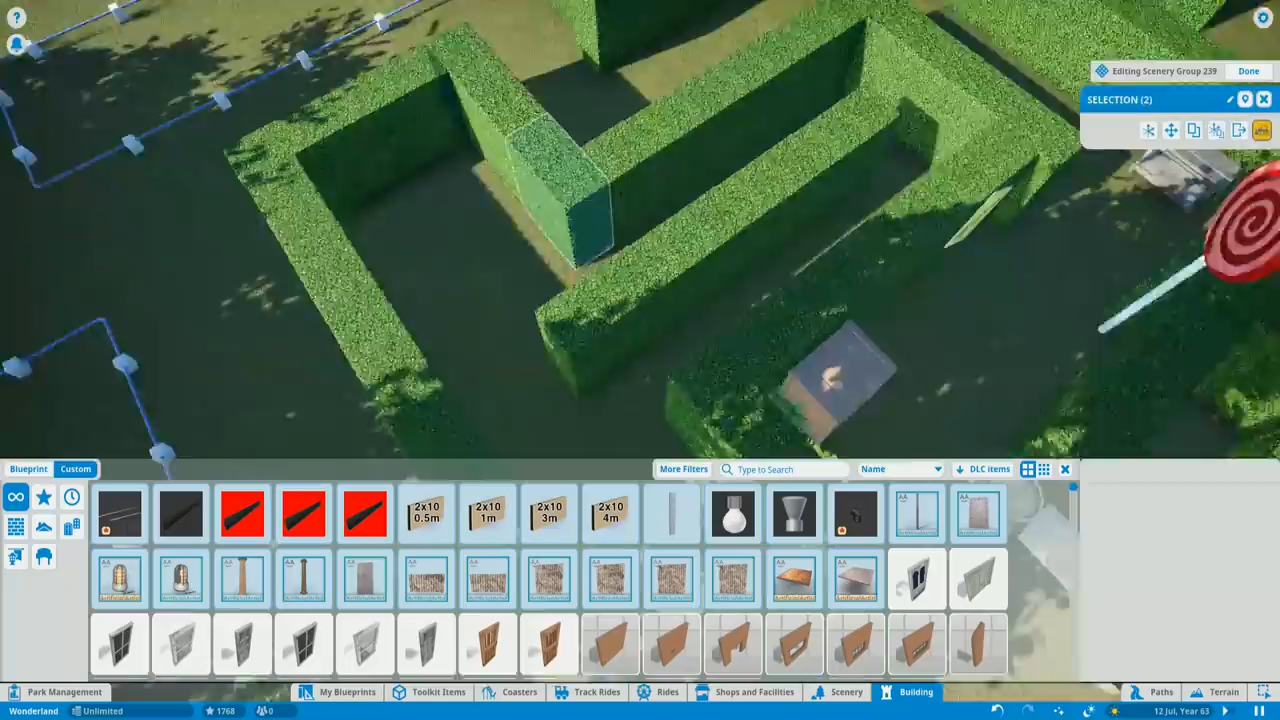 Editing Scenery Group 239 Done
SELECTION (2)
Blueprint Custom
More Filters Type to Search Name DLC items
2x10 0.5m
2x10 1m
2x10 3m
2x10 4m
Park Management My Blueprints Toolkit Items Coasters Track Rides Rides Shops and Facilities Scenery Building Paths Terrain
Wonderland Unlimited 1768 0 12 Jul, Year 63